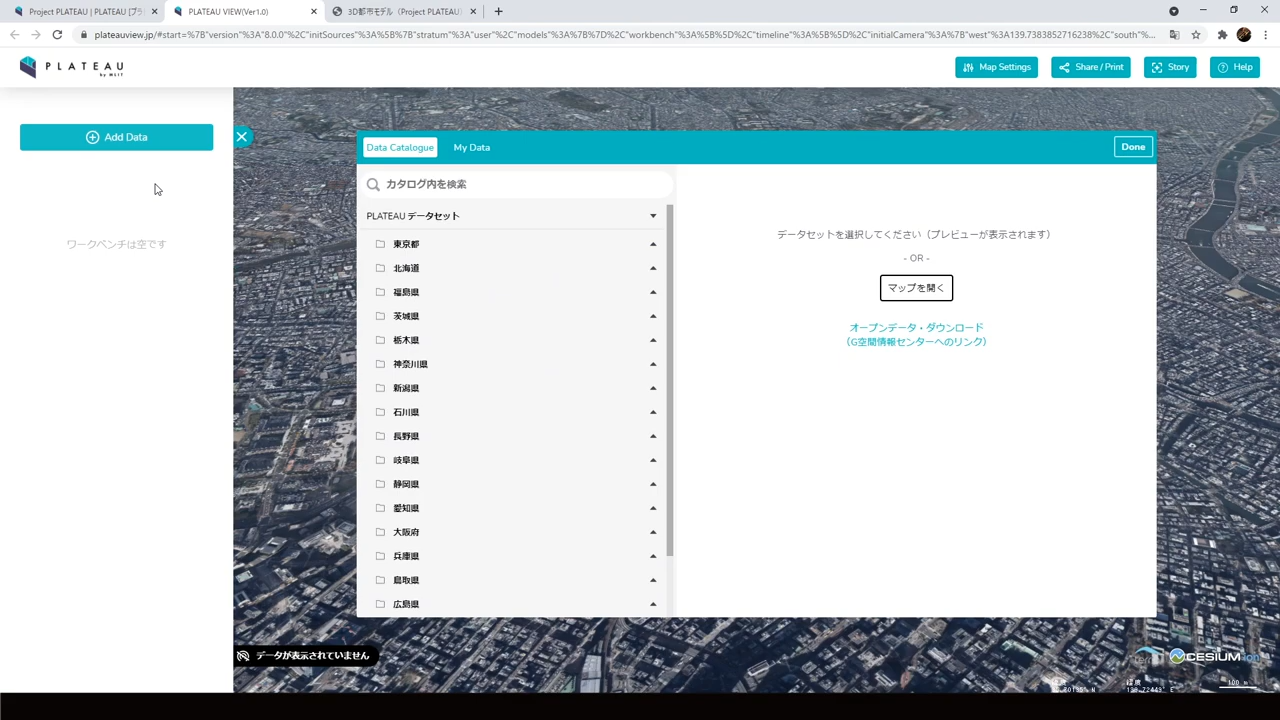 Project PLATEAU | PLATEAU [プラ
PLATEAU VIEW(Ver1.0)
3D都市モデル（Project PLATEAU）
plateauview.jp/#start=%7B"version"%3A"8.0.0"%2C"initSources"%3A%5B%7B"stratum"%3A"user"%2C"models"%3A%7B%7D%2C"workbench"%3A%5B%5D%2C"timeline"%3A%5B%5D%2C"initialCamera"%3A%7B"west"%3A139.7383852716238%2C"south"%...
PLATEAU
by MLIT
Map Settings
Share / Print
Story
Help
Add Data
ワークベンチは空です
Data Catalogue
My Data
Done
カタログ内を検索
PLATEAU データセット
東京都
北海道
福島県
茨城県
栃木県
神奈川県
新潟県
石川県
長野県
岐阜県
静岡県
愛知県
大阪府
兵庫県
鳥取県
広島県
データセットを選択してください（プレビューが表示されます）
- OR -
マップを開く
オープンデータ・ダウンロード
（G空間情報センターへのリンク）
データが表示されていません
CESIUM ion
100 m